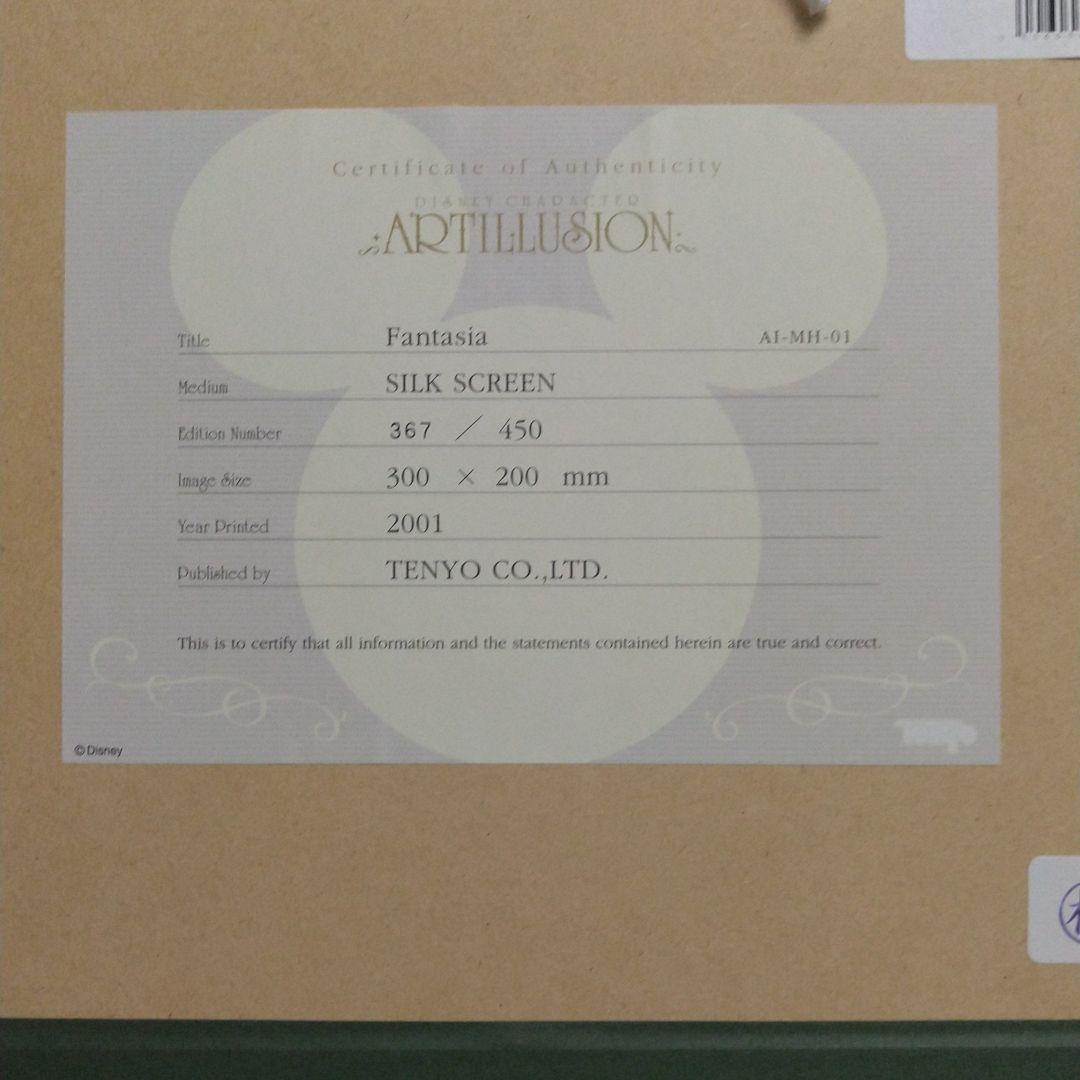 Certificate of Authenticity
DISNEY CHARACTER
ARTILLUSION
Title Fantasia AI-MH-01
Medium SILK SCREEN
Edition Number 367 / 450
Image Size 300 × 200 mm
Year Printed 2001
Published by TENYO CO.,LTD.
This is to certify that all information and the statements contained herein are true and correct.
© Disney